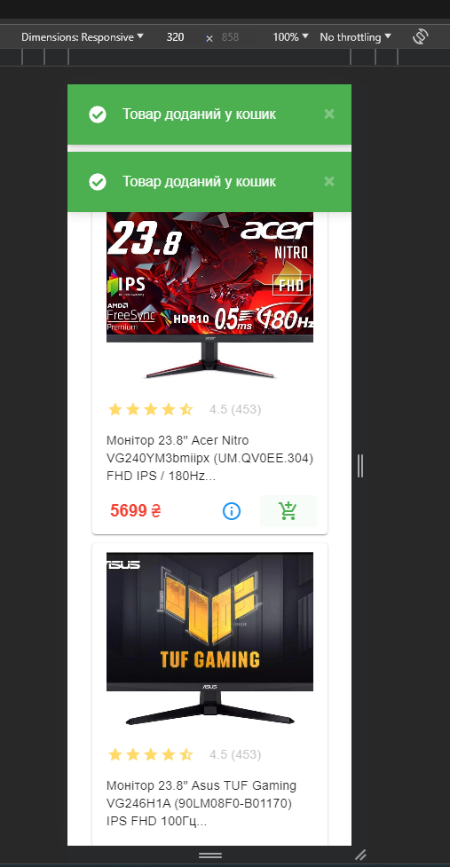 Dimensions: Responsive
320
×
858
100%
No throttling
Товар доданий у кошик
×
Товар доданий у кошик
×
23.8
acer
NITRO
IPS
FHD
AMD
FreeSync
Premium
HDR10
0.5ms
180Hz
acer
4.5 (453)
Монітор 23.8" Acer Nitro
VG240YM3bmiipx (UM.QV0EE.304)
FHD IPS / 180Hz...
5699 ₴
ASUS
TUF GAMING
ASUS
4.5 (453)
Монітор 23.8" Asus TUF Gaming
VG246H1A (90LM08F0-B01170)
IPS FHD 100Гц...